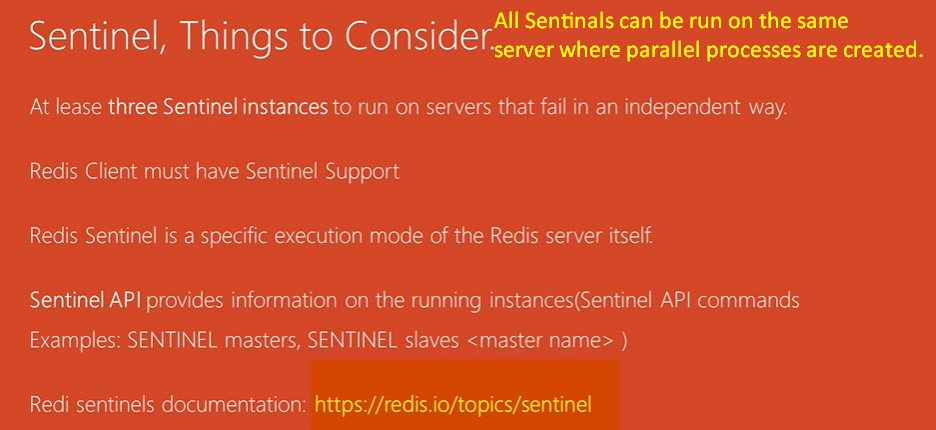 Sentinel, Things to Consider.
All Sentinals can be run on the same
server where parallel processes are created.
At lease three Sentinel instances to run on servers that fail in an independent way.
Redis Client must have Sentinel Support
Redis Sentinel is a specific execution mode of the Redis server itself.
Sentinel API provides information on the running instances(Sentinel API commands
Examples: SENTINEL masters, SENTINEL slaves <master name> )
Redi sentinels documentation: https://redis.io/topics/sentinel